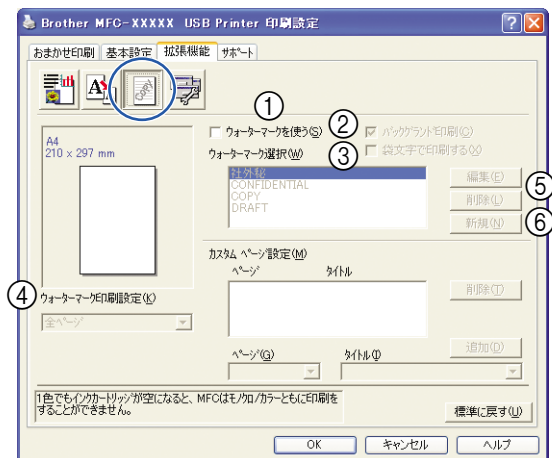 Brother MFC-XXXXX USB Printer 印刷設定
おまかせ印刷 基本設定 拡張機能 サポート
COPY
①
□ ウォーターマークを使う(S)
②
バックグランド印刷(C)
③
袋文字で印刷する(X)
A4
210 x 297 mm
ウォーターマーク選択(W)
社外秘
CONFIDENTIAL
COPY
DRAFT
編集(E)
⑤
削除(L)
⑥
新規(N)
カスタム ページ設定(M)
ページ タイトル
削除(T)
④
ウォーターマーク印刷設定(K)
全ページ
追加(D)
ページ(G) タイトル(I)
1色でもインクカートリッジが空になると、MFCはモノクロ/カラーともに印刷を
することができません。
標準に戻す(U)
OK キャンセル ヘルプ